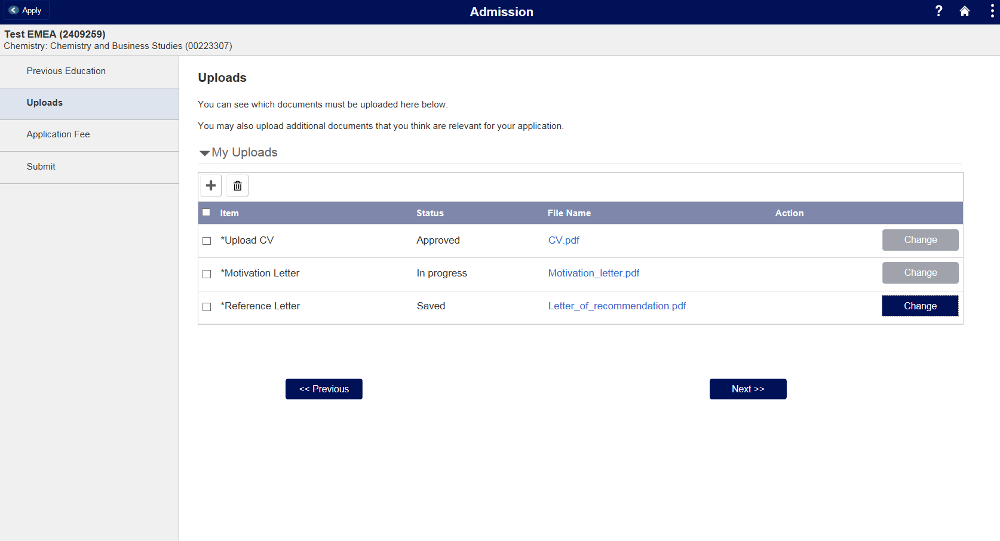 Apply
Admission
?
Test EMEA (2409259)
Chemistry: Chemistry and Business Studies (00223307)
Previous Education
Uploads
Application Fee
Submit
Uploads
You can see which documents must be uploaded here below.
You may also upload additional documents that you think are relevant for your application.
My Uploads
Item Status File Name Action
*Upload CV Approved CV.pdf Change
*Motivation Letter In progress Motivation_letter.pdf Change
*Reference Letter Saved Letter_of_recommendation.pdf Change
<< Previous Next >>